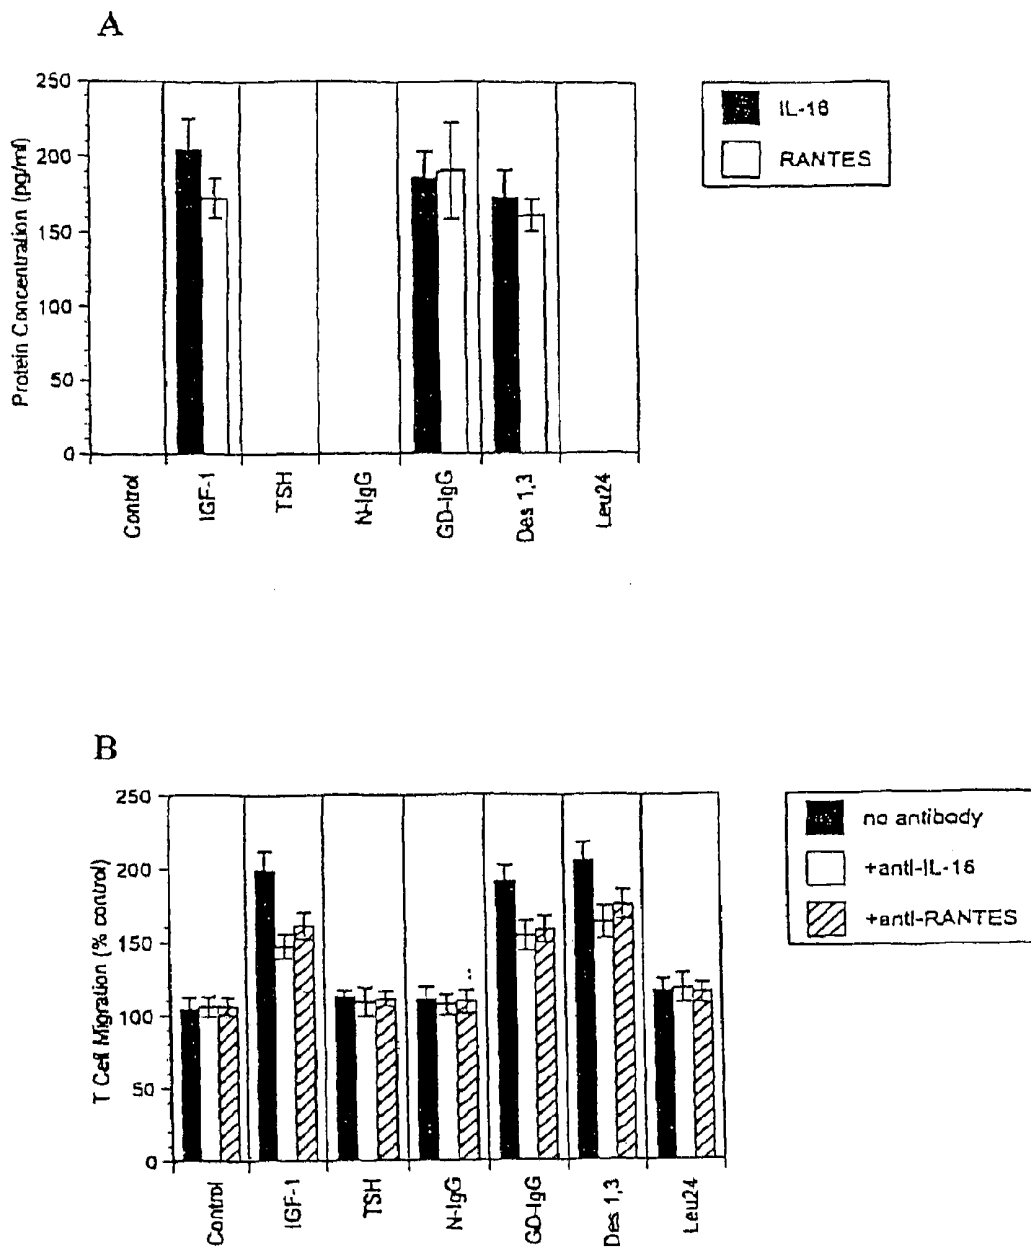 A
250
200
150
100
50
0
Protein Concentration (pg/ml)
Control
IGF-1
TSH
N-IgG
GD-IgG
Des 1,3
Leu24
IL-16
RANTES
B
250
200
150
100
50
0
T Cell Migration (% control)
Control
IGF-1
TSH
N-IgG
GD-IgG
Des 1,3
Leu24
no antibody
+anti-IL-16
+anti-RANTES